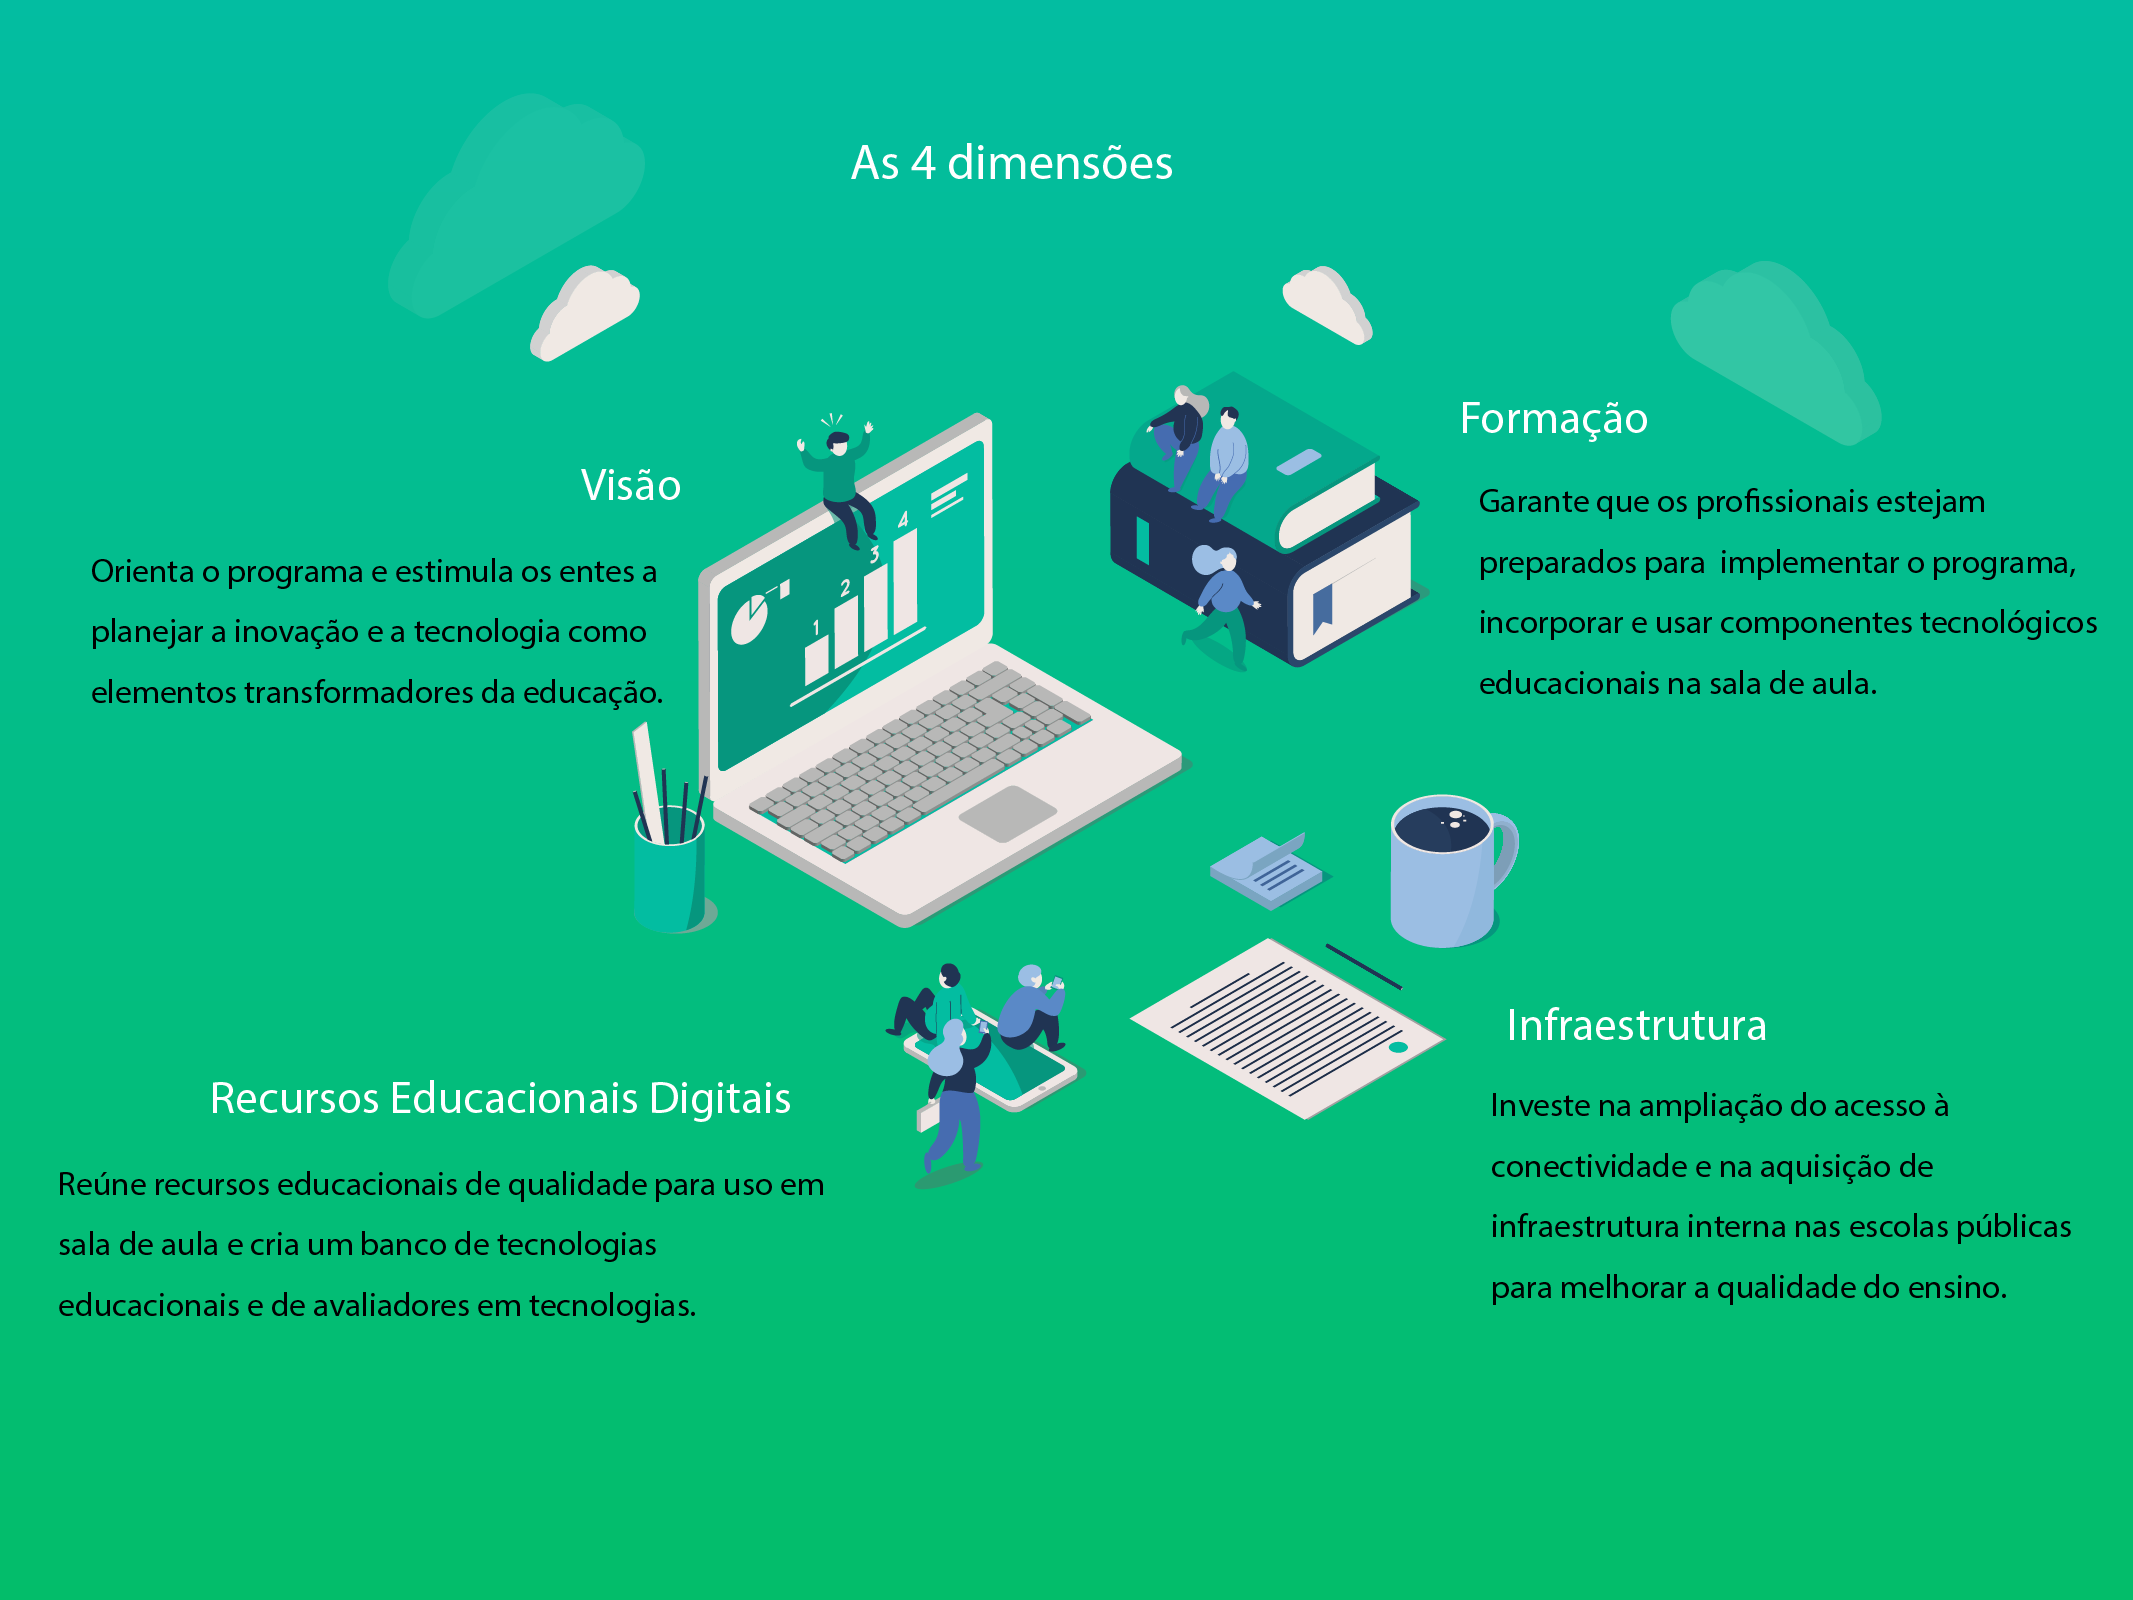 As 4 dimensões
Visão
Orienta o programa e estimula os entes a
planejar a inovação e a tecnologia como
elementos transformadores da educação.
1
2
3
4
Formação
Garante que os profissionais estejam
preparados para implementar o programa,
incorporar e usar componentes tecnológicos
educacionais na sala de aula.
Recursos Educacionais Digitais
Reúne recursos educacionais de qualidade para uso em
sala de aula e cria um banco de tecnologias
educacionais e de avaliadores em tecnologias.
Infraestrutura
Investe na ampliação do acesso à
conectividade e na aquisição de
infraestrutura interna nas escolas públicas
para melhorar a qualidade do ensino.